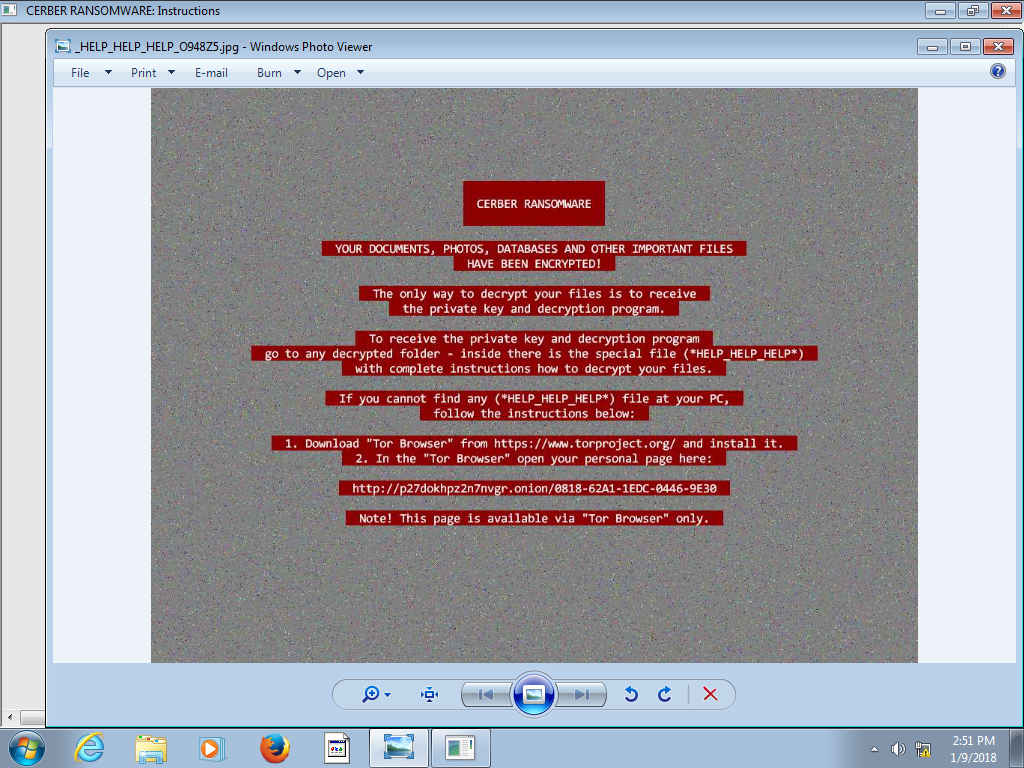 CERBER RANSOMWARE: Instructions
_HELP_HELP_HELP_O948Z5.jpg - Windows Photo Viewer
File Print E-mail Burn Open
CERBER RANSOMWARE
YOUR DOCUMENTS, PHOTOS, DATABASES AND OTHER IMPORTANT FILES
HAVE BEEN ENCRYPTED!
The only way to decrypt your files is to receive
the private key and decryption program.
To receive the private key and decryption program
go to any decrypted folder - inside there is the special file (*HELP_HELP_HELP*)
with complete instructions how to decrypt your files.
If you cannot find any (*HELP_HELP_HELP*) file at your PC,
follow the instructions below:
1. Download "Tor Browser" from https://www.torproject.org/ and install it.
2. In the "Tor Browser" open your personal page here:
http://p27dokhpz2n7nvgr.onion/0818-62A1-1EDC-0446-9E30
Note! This page is available via "Tor Browser" only.
2:51 PM
1/9/2018